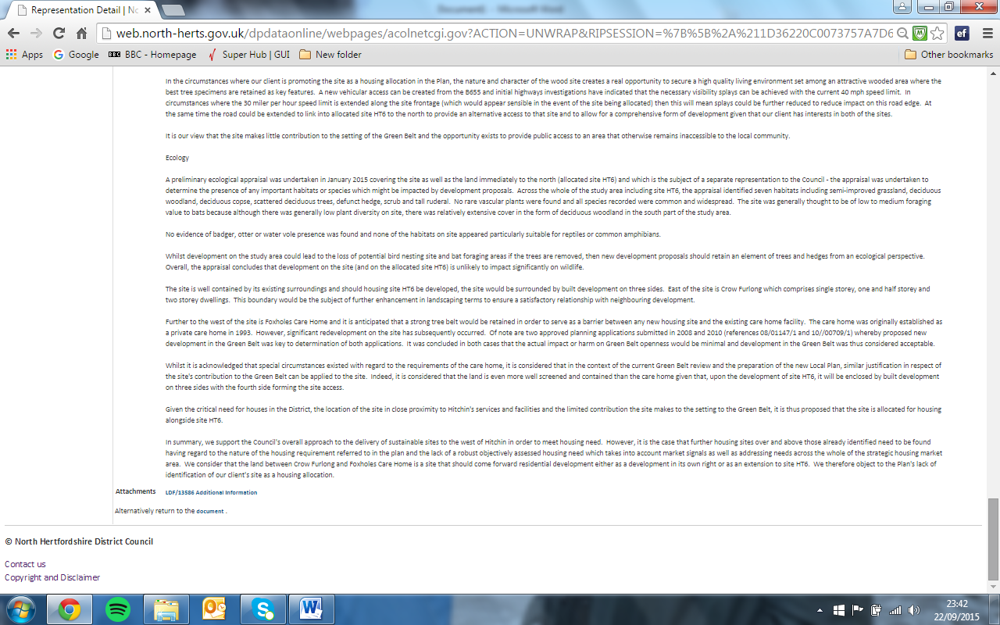 Representation Detail | No
Document1 - Microsoft Word
web.north-herts.gov.uk/dpdataonline/webpages/acolnetcgi.gov?ACTION=UNWRAP&RIPSESSION=%7B%5B%2A%211D36220C0073757A7D6
ef
Apps Google BBC BBC - Homepage Super Hub | GUI New folder Other bookmarks
In the circumstances where our client is promoting the site as a housing allocation in the Plan, the nature and character of the wood site creates a real opportunity to secure a high quality living environment set among an attractive wooded area where the
best tree specimens are retained as key features. A new vehicular access can be created from the B655 and initial highways investigations have indicated that the necessary visibility splays can be achieved with the current 40 mph speed limit. In
circumstances where the 30 miler per hour speed limit is extended along the site frontage (which would appear sensible in the event of the site being allocated) then this will mean splays could be further reduced to reduce impact on this road edge. At
the same time the road could be extended to link into allocated site HT6 to the north to provide an alternative access to that site and to allow for a comprehensive form of development given that our client has interests in both of the sites.
It is our view that the site makes little contribution to the setting of the Green Belt and the opportunity exists to provide public access to an area that otherwise remains inaccessible to the local community.
Ecology
A preliminary ecological appraisal was undertaken in January 2015 covering the site as well as the land immediately to the north (allocated site HT6) and which is the subject of a separate representation to the Council - the appraisal was undertaken to
determine the presence of any important habitats or species which might be impacted by development proposals. Across the whole of the study area including site HT6, the appraisal identified seven habitats including semi-improved grassland, deciduous
woodland, deciduous copse, scattered deciduous trees, defunct hedge, scrub and tall ruderal. No rare vascular plants were found and all species recorded were common and widespread. The site was generally thought to be of low to medium foraging
value to bats because although there was generally low plant diversity on site, there was relatively extensive cover in the form of deciduous woodland in the south part of the study area.
No evidence of badger, otter or water vole presence was found and none of the habitats on site appeared particularly suitable for reptiles or common amphibians.
Whilst development on the study area could lead to the loss of potential bird nesting site and bat foraging areas if the trees are removed, then new development proposals should retain an element of trees and hedges from an ecological perspective.
Overall, the appraisal concludes that development on the site (and on the allocated site HT6) is unlikely to impact significantly on wildlife.
The site is well contained by its existing surroundings and should housing site HT6 be developed, the site would be surrounded by built development on three sides. East of the site is Crow Furlong which comprises single storey, one and half storey and
two storey dwellings. This boundary would be the subject of further enhancement in landscaping terms to ensure a satisfactory relationship with neighbouring development.
Further to the west of the site is Foxholes Care Home and it is anticipated that a strong tree belt would be retained in order to serve as a barrier between any new housing site and the existing care home facility. The care home was originally established as
a private care home in 1993. However, significant redevelopment on the site has subsequently occurred. Of note are two approved planning applications submitted in 2008 and 2010 (references 08/01147/1 and 10//00709/1) whereby proposed new
development in the Green Belt was key to determination of both applications. It was concluded in both cases that the actual impact or harm on Green Belt openness would be minimal and development in the Green Belt was thus considered acceptable.
Whilst it is acknowledged that special circumstances existed with regard to the requirements of the care home, it is considered that in the context of the current Green Belt review and the preparation of the new Local Plan, similar justification in respect of
the site's contribution to the Green Belt can be applied to the site. Indeed, it is considered that the land is even more well screened and contained than the care home given that, upon the development of site HT6, it will be enclosed by built development
on three sides with the fourth side forming the site access.
Given the critical need for houses in the District, the location of the site in close proximity to Hitchin's services and facilities and the limited contribution the site makes to the setting to the Green Belt, it is thus proposed that the site is allocated for housing
alongside site HT6.
In summary, we support the Council's overall approach to the delivery of sustainable sites to the west of Hitchin in order to meet housing need. However, it is the case that further housing sites over and above those already identified need to be found
having regard to the nature of the housing requirement referred to in the plan and the lack of a robust objectively assessed housing need which takes into account market signals as well as addressing needs across the whole of the strategic housing market
area. We consider that the land between Crow Furlong and Foxholes Care Home is a site that should come forward residential development either as a development in its own right or as an extension to site HT6. We therefore object to the Plan's lack of
identification of our client's site as a housing allocation.
Attachments LDF/13586 Additional Information
Alternatively return to the document .
© North Hertfordshire District Council
Contact us
Copyright and Disclaimer
23:42
22/09/2015